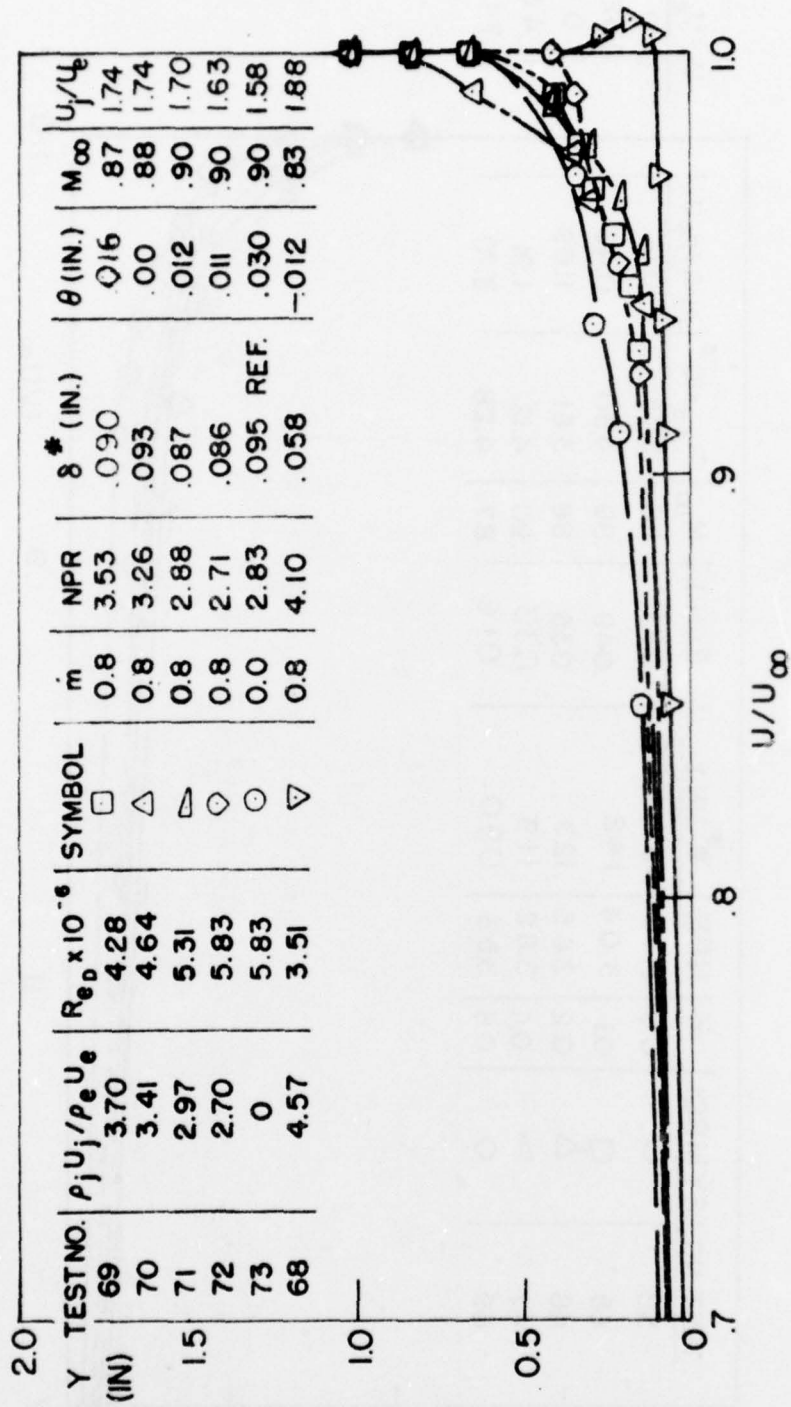 2.0
Y TEST NO. ρjUj/ρeUe ReD x10-6 SYMBOL ṁ NPR δ* (IN.) θ (IN.) M∞ Uj/Ue
(IN) 69 3.70 4.28 □ 0.8 3.53 .090 .016 .87 1.74
70 3.41 4.64 △ 0.8 3.26 .093 .00 .88 1.74
1.5 71 2.97 5.31 ▷ 0.8 2.88 .087 .012 .90 1.70
72 2.70 5.83 ◇ 0.8 2.71 .086 .011 .90 1.63
73 0 5.83 ○ 0.0 2.83 .095 REF. .030 .90 1.58
68 4.57 3.51 ▽ 0.8 4.10 .058 -.012 .83 1.88
1.0
0.5
0
.7 .8 .9 1.0
U/U∞